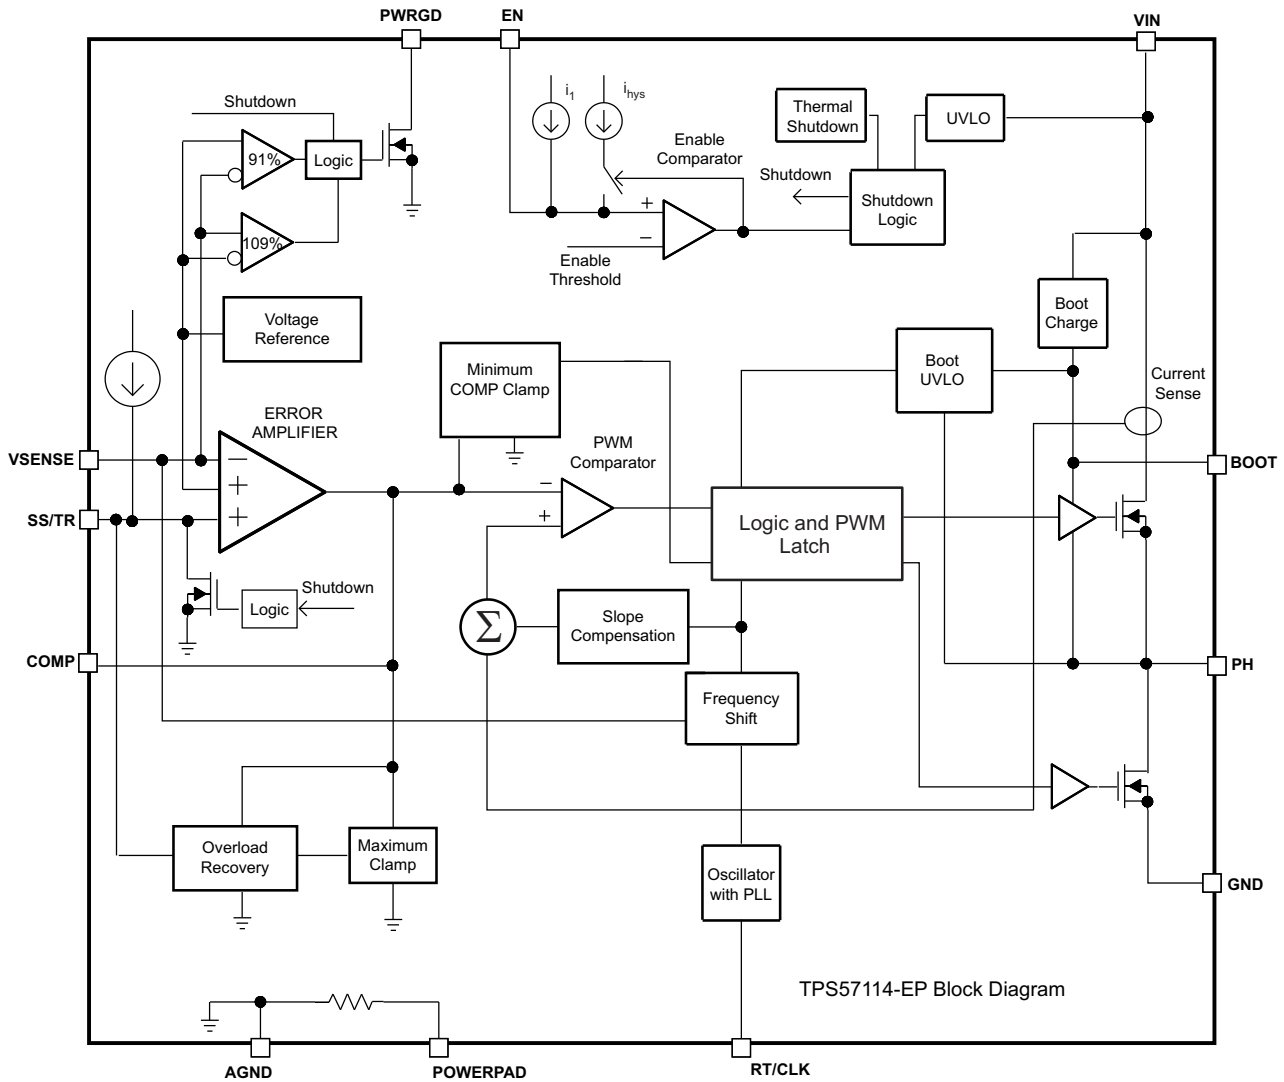 PWRGD
EN
VIN
Shutdown
91%
Logic
109%
i1
ihys
Enable
Comparator
+
−
Enable
Threshold
Thermal
Shutdown
UVLO
Shutdown
Shutdown
Logic
Voltage
Reference
Boot
Charge
Minimum
COMP Clamp
Boot
UVLO
Current
Sense
ERROR
AMPLIFIER
VSENSE
−
+
+
SS/TR
PWM
Comparator
−
+
Logic and PWM
Latch
BOOT
Logic
Shutdown
Σ
Slope
Compensation
COMP
PH
Frequency
Shift
Overload
Recovery
Maximum
Clamp
Oscillator
with PLL
GND
TPS57114-EP Block Diagram
AGND
POWERPAD
RT/CLK